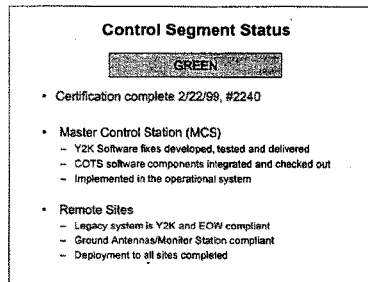 Control Segment Status
GREEN
• Certification complete 2/22/99, #2240
• Master Control Station (MCS)
– Y2K Software fixes developed, tested and delivered
– COTS software components integrated and checked out
– Implemented in the operational system
• Remote Sites
– Legacy system is Y2K and EOW compliant
– Ground Antennas/Monitor Station compliant
– Deployment to all sites completed